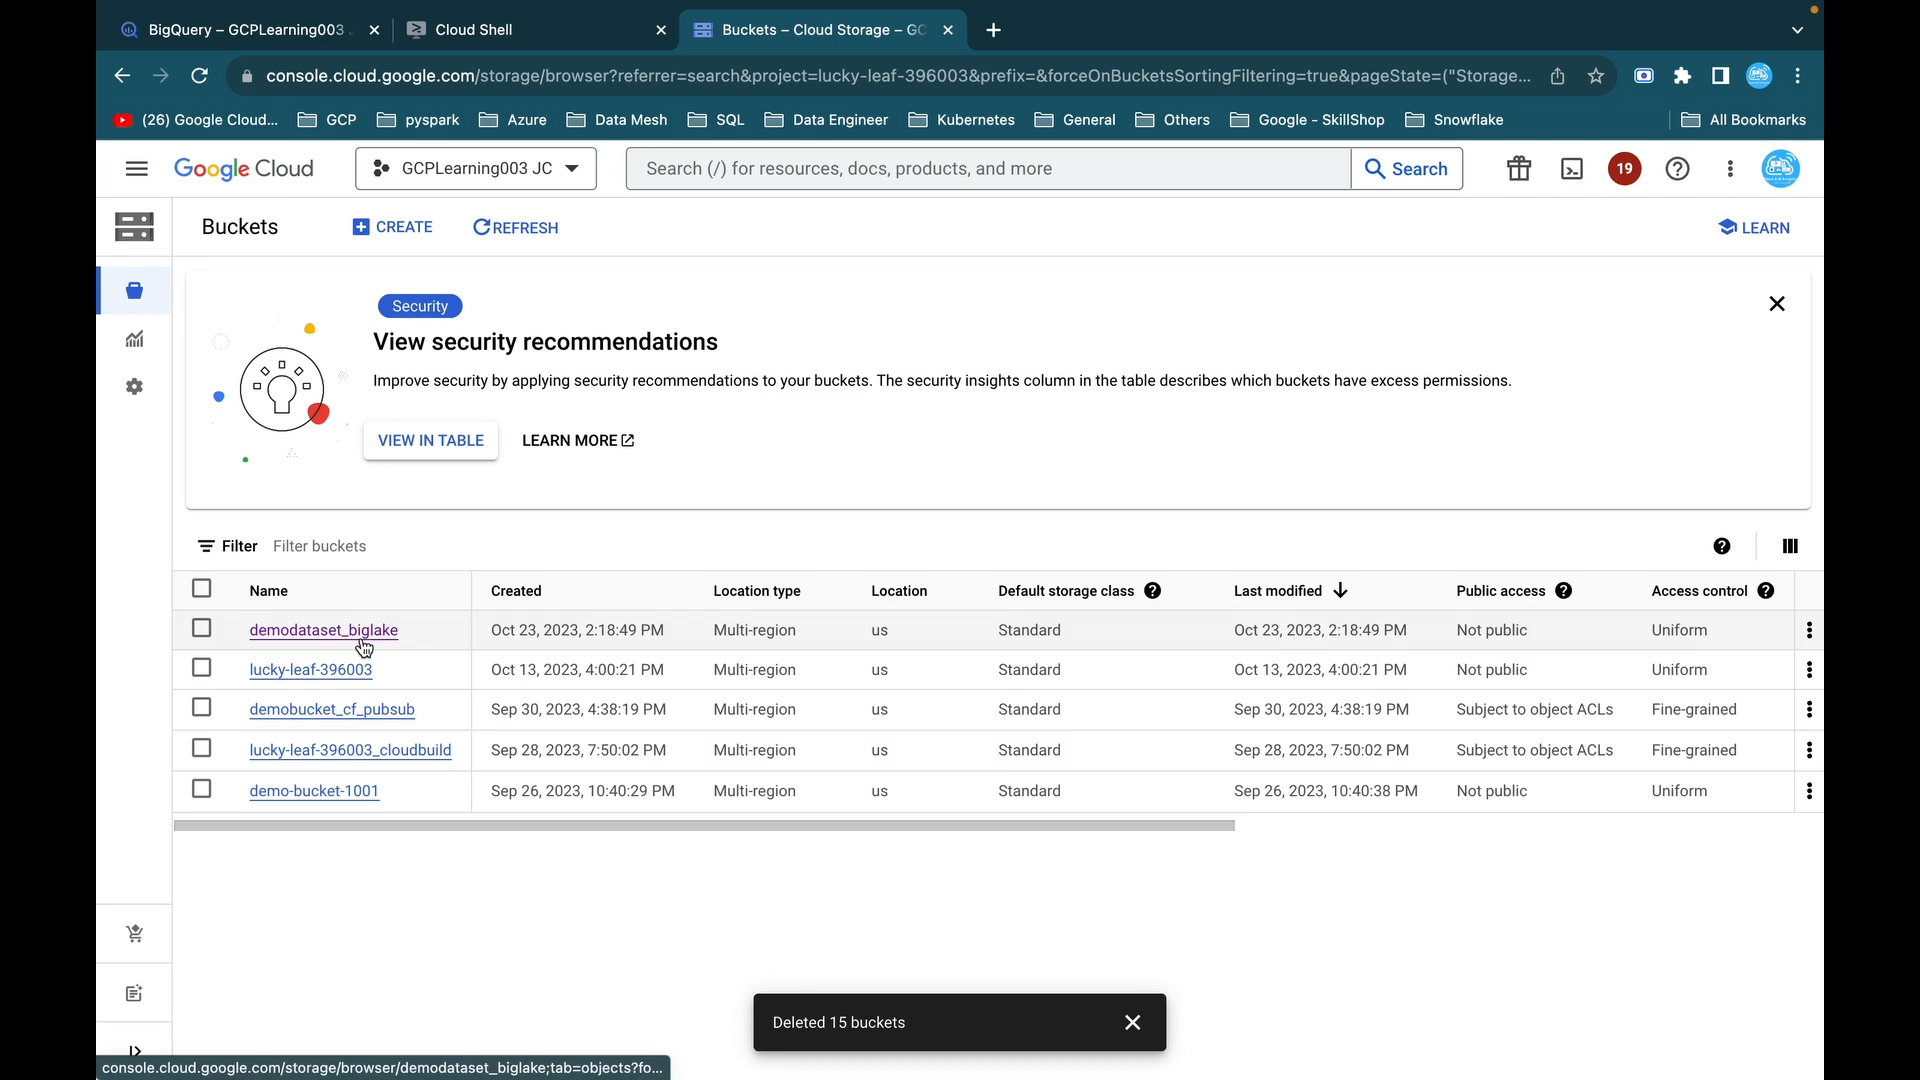 BigQuery – GCPLearning003
Cloud Shell
Buckets – Cloud Storage – GC
console.cloud.google.com/storage/browser?referrer=search&project=lucky-leaf-396003&prefix=&forceOnBucketsSortingFiltering=true&pageState=("Storage...
(26) Google Cloud...
GCP
pyspark
Azure
Data Mesh
SQL
Data Engineer
Kubernetes
General
Others
Google - SkillShop
Snowflake
All Bookmarks
Google Cloud
GCPLearning003 JC
Search (/) for resources, docs, products, and more
Search
19
Buckets
CREATE
REFRESH
LEARN
Security
View security recommendations
Improve security by applying security recommendations to your buckets. The security insights column in the table describes which buckets have excess permissions.
VIEW IN TABLE
LEARN MORE
Filter Filter buckets
Name Created Location type Location Default storage class Last modified Public access Access control
demodataset_biglake Oct 23, 2023, 2:18:49 PM Multi-region us Standard Oct 23, 2023, 2:18:49 PM Not public Uniform
lucky-leaf-396003 Oct 13, 2023, 4:00:21 PM Multi-region us Standard Oct 13, 2023, 4:00:21 PM Not public Uniform
demobucket_cf_pubsub Sep 30, 2023, 4:38:19 PM Multi-region us Standard Sep 30, 2023, 4:38:19 PM Subject to object ACLs Fine-grained
lucky-leaf-396003_cloudbuild Sep 28, 2023, 7:50:02 PM Multi-region us Standard Sep 28, 2023, 7:50:02 PM Subject to object ACLs Fine-grained
demo-bucket-1001 Sep 26, 2023, 10:40:29 PM Multi-region us Standard Sep 26, 2023, 10:40:38 PM Not public Uniform
Deleted 15 buckets
console.cloud.google.com/storage/browser/demodataset_biglake;tab=objects?fo...